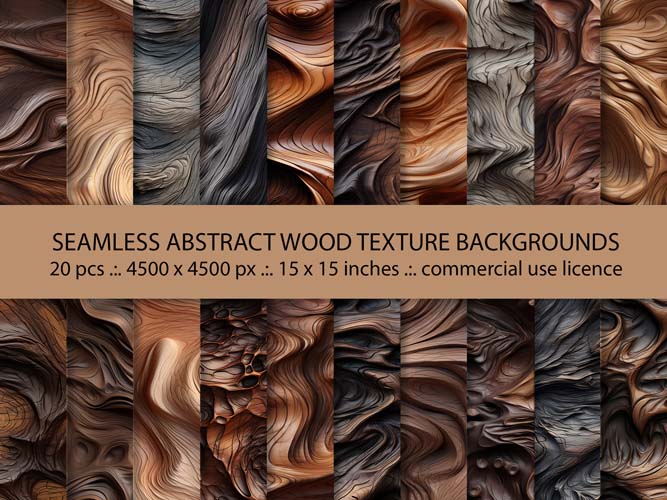 SEAMLESS ABSTRACT WOOD TEXTURE BACKGROUNDS
20 pcs .:. 4500 x 4500 px .:. 15 x 15 inches .:. commercial use licence